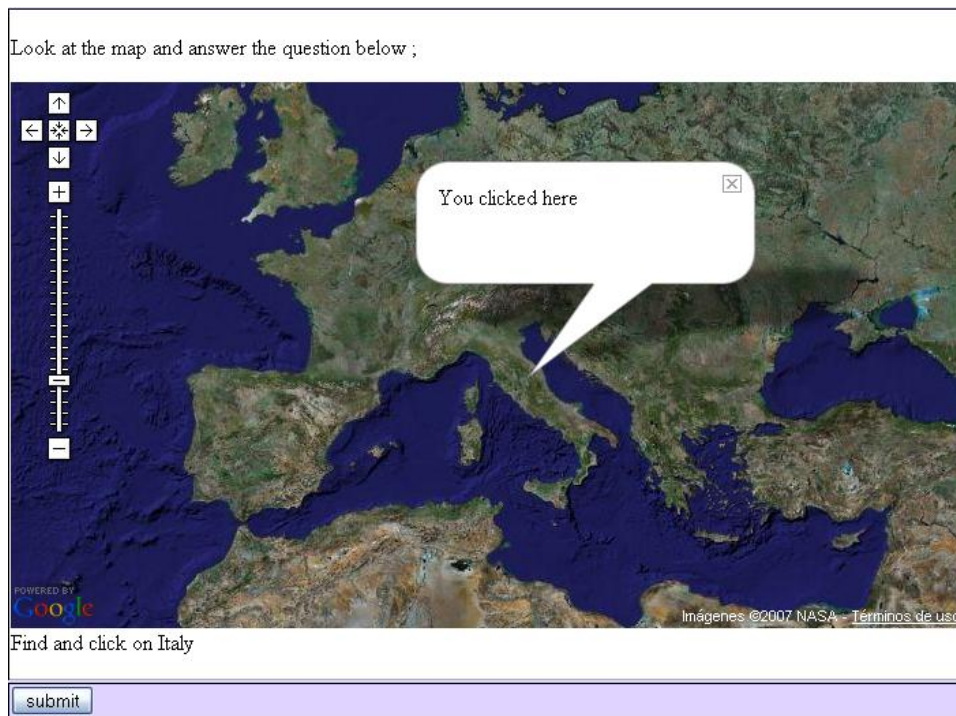 Look at the map and answer the question below ;
You clicked here
POWERED BY
Google
Imágenes ©2007 NASA - Términos de uso
Find and click on Italy
submit